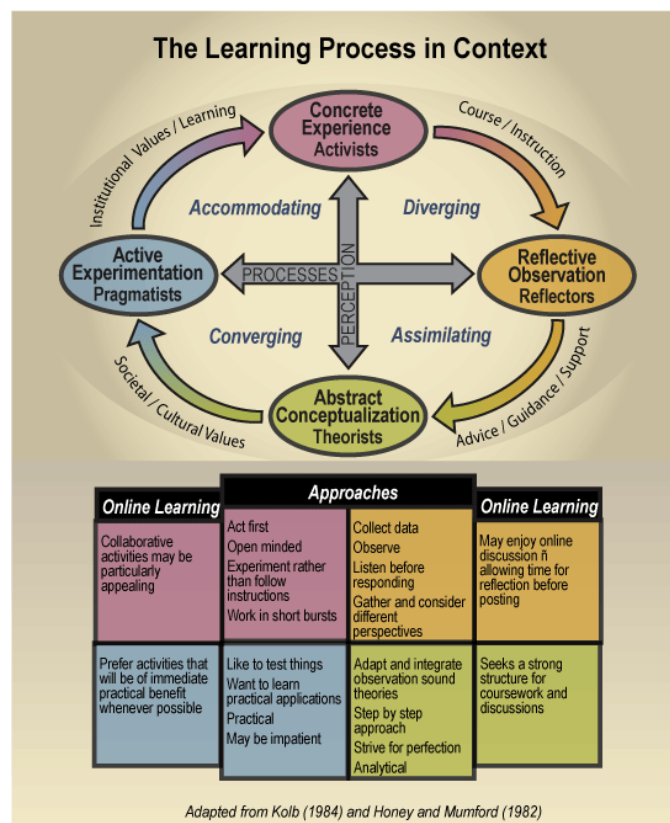 The Learning Process in Context
Concrete
Experience
Activists
Institutional Values / Learning
Course / Instruction
Accommodating
Diverging
Active
Experimentation
Pragmatists
PROCESSES
PERCEPTION
Reflective
Observation
Reflectors
Converging
Assimilating
Societal / Cultural Values
Abstract
Conceptualization
Theorists
Advice / Guidance / Support
Online Learning
Approaches
Online Learning
Collaborative
activities may be
particularly
appealing
Act first
Open minded
Experiment rather
than follow
instructions
Work in short bursts
Collect data
Observe
Listen before
responding
Gather and consider
different
perspectives
May enjoy online
discussion ñ
allowing time for
reflection before
posting
Prefer activities that
will be of immediate
practical benefit
whenever possible
Like to test things
Want to learn
practical applications
Practical
May be impatient
Adapt and integrate
observation sound
theories
Step by step
approach
Strive for perfection
Analytical
Seeks a strong
structure for
coursework and
discussions
Adapted from Kolb (1984) and Honey and Mumford (1982)